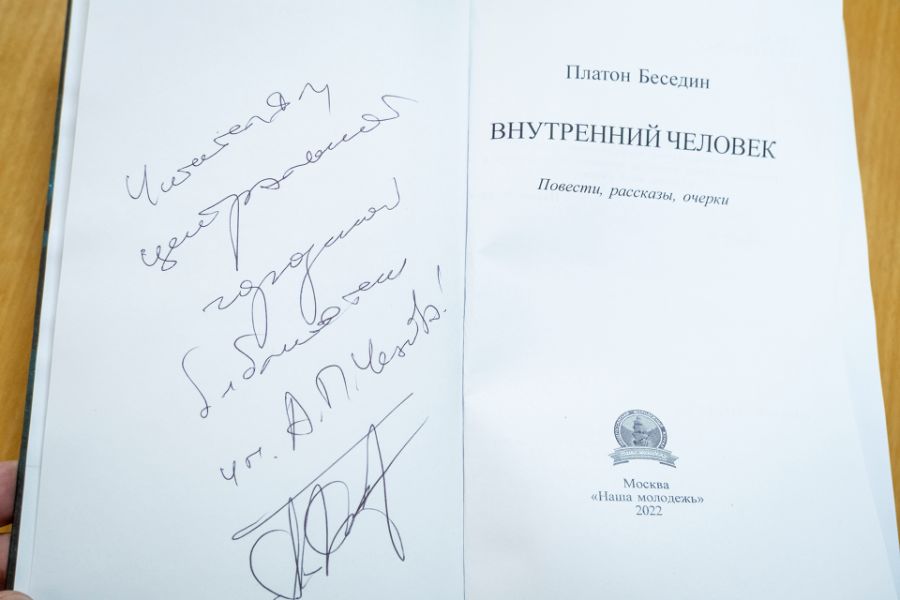 Читателям
центральной
городской
библиотеки
им. А.П.Чехова!
Платон Беседин
ВНУТРЕННИЙ ЧЕЛОВЕК
Повести, рассказы, очерки
Москва
«Наша молодежь»
2022